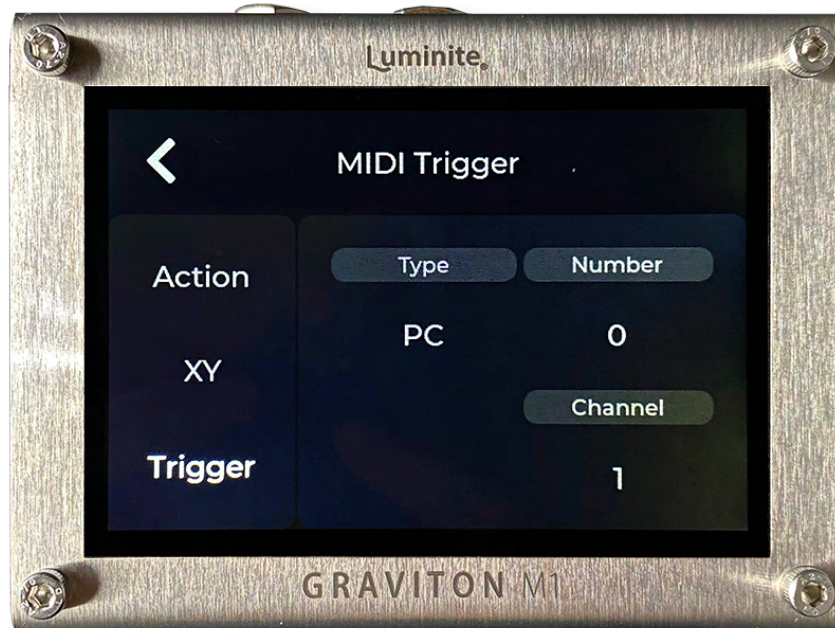 Luminite
MIDI Trigger
Action
XY
Trigger
Type
Number
PC
0
Channel
1
GRAVITON M1